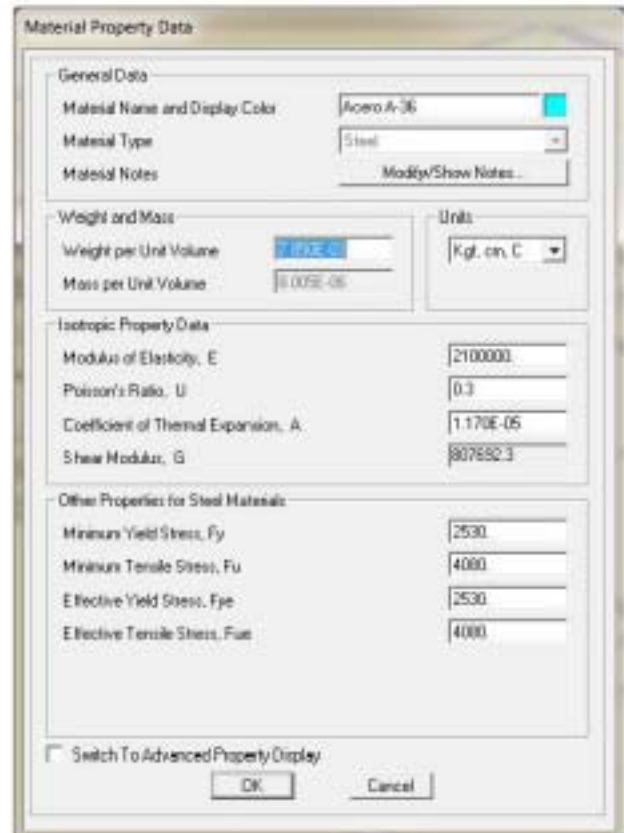 Material Property Data
General Data
Material Name and Display Color Acero A-36
Material Type Steel
Material Notes Modify/Show Notes...
Weight and Mass
Units
Weight per Unit Volume
Kgf, cm, C
Mass per Unit Volume 8.005E-06
Isotropic Property Data
Modulus of Elasticity, E 2100000.
Poisson's Ratio, U 0.3
Coefficient of Thermal Expansion, A 1.170E-05
Shear Modulus, G 807692.3
Other Properties for Steel Materials
Minimum Yield Stress, Fy 2530.
Minimum Tensile Stress, Fu 4080.
Effective Yield Stress, Fye 2530.
Effective Tensile Stress, Fue 4080.
Switch To Advanced Property Display
OK Cancel